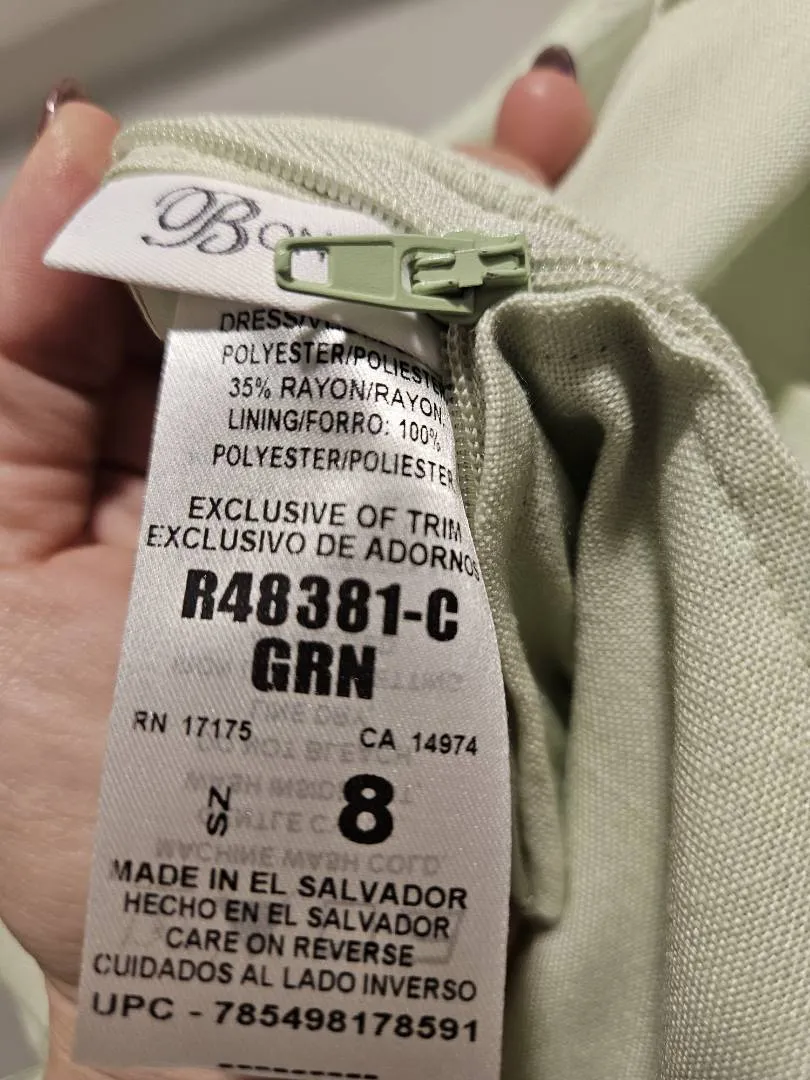 DRESS/
POLYESTER/POLIESTER
35% RAYON/RAYON
LINING/FORRO: 100%
POLYESTER/POLIESTER
EXCLUSIVE OF TRIM
EXCLUSIVO DE ADORNOS
R48381-C
GRN
RN 17175 CA 14974
SZ 8
MADE IN EL SALVADOR
HECHO EN EL SALVADOR
CARE ON REVERSE
CUIDADOS AL LADO INVERSO
UPC - 785498178591